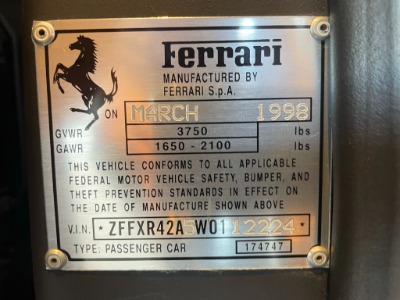 Ferrari
MANUFACTURED BY
FERRARI S.p.A.
ON MARCH 1998
GVWR 3750 lbs
GAWR 1650 - 2100 lbs
THIS VEHICLE CONFORMS TO ALL APPLICABLE
FEDERAL MOTOR VEHICLE SAFETY, BUMPER, AND
THEFT PREVENTION STANDARDS IN EFFECT ON
THE DATE OF MANUFACTURE SHOWN ABOVE
V.I.N. * ZFFXR42A5W0112224 *
TYPE: PASSENGER CAR 174747